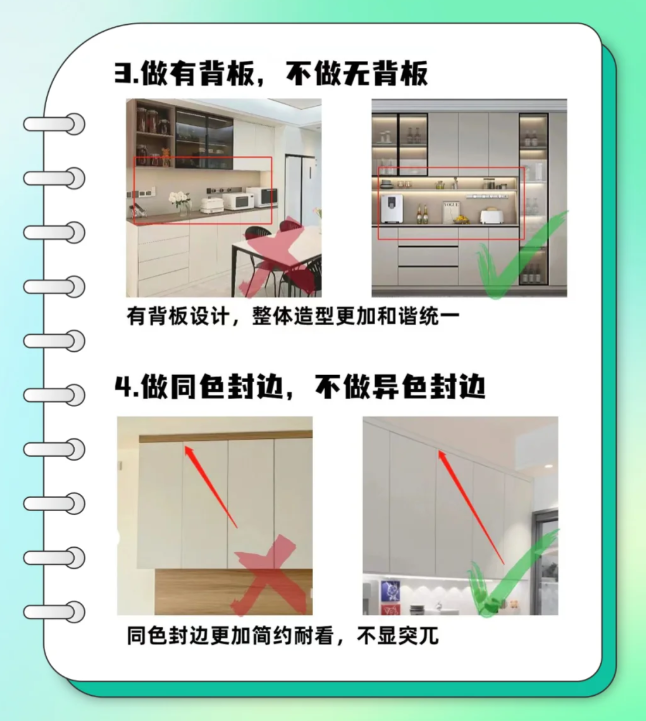 3.做有背板，不做无背板
有背板设计，整体造型更加和谐统一
4.做同色封边，不做异色封边
同色封边更加简约耐看，不显突兀